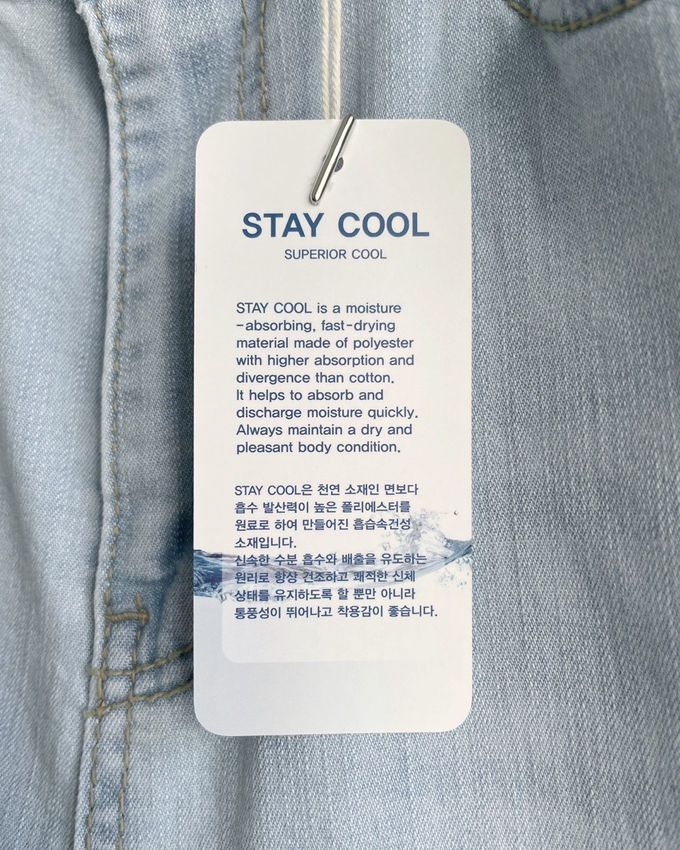 STAY COOL
SUPERIOR COOL
STAY COOL is a moisture
-absorbing, fast-drying
material made of polyester
with higher absorption and
divergence than cotton.
It helps to absorb and
discharge moisture quickly.
Always maintain a dry and
pleasant body condition.
STAY COOL은 천연 소재인 면보다
흡수 발산력이 높은 폴리에스터를
원료로 하여 만들어진 흡습속건성
소재입니다.
신속한 수분 흡수와 배출을 유도하는
원리로 항상 건조하고 쾌적한 신체
상태를 유지하도록 할 뿐만 아니라
통풍성이 뛰어나고 착용감이 좋습니다.